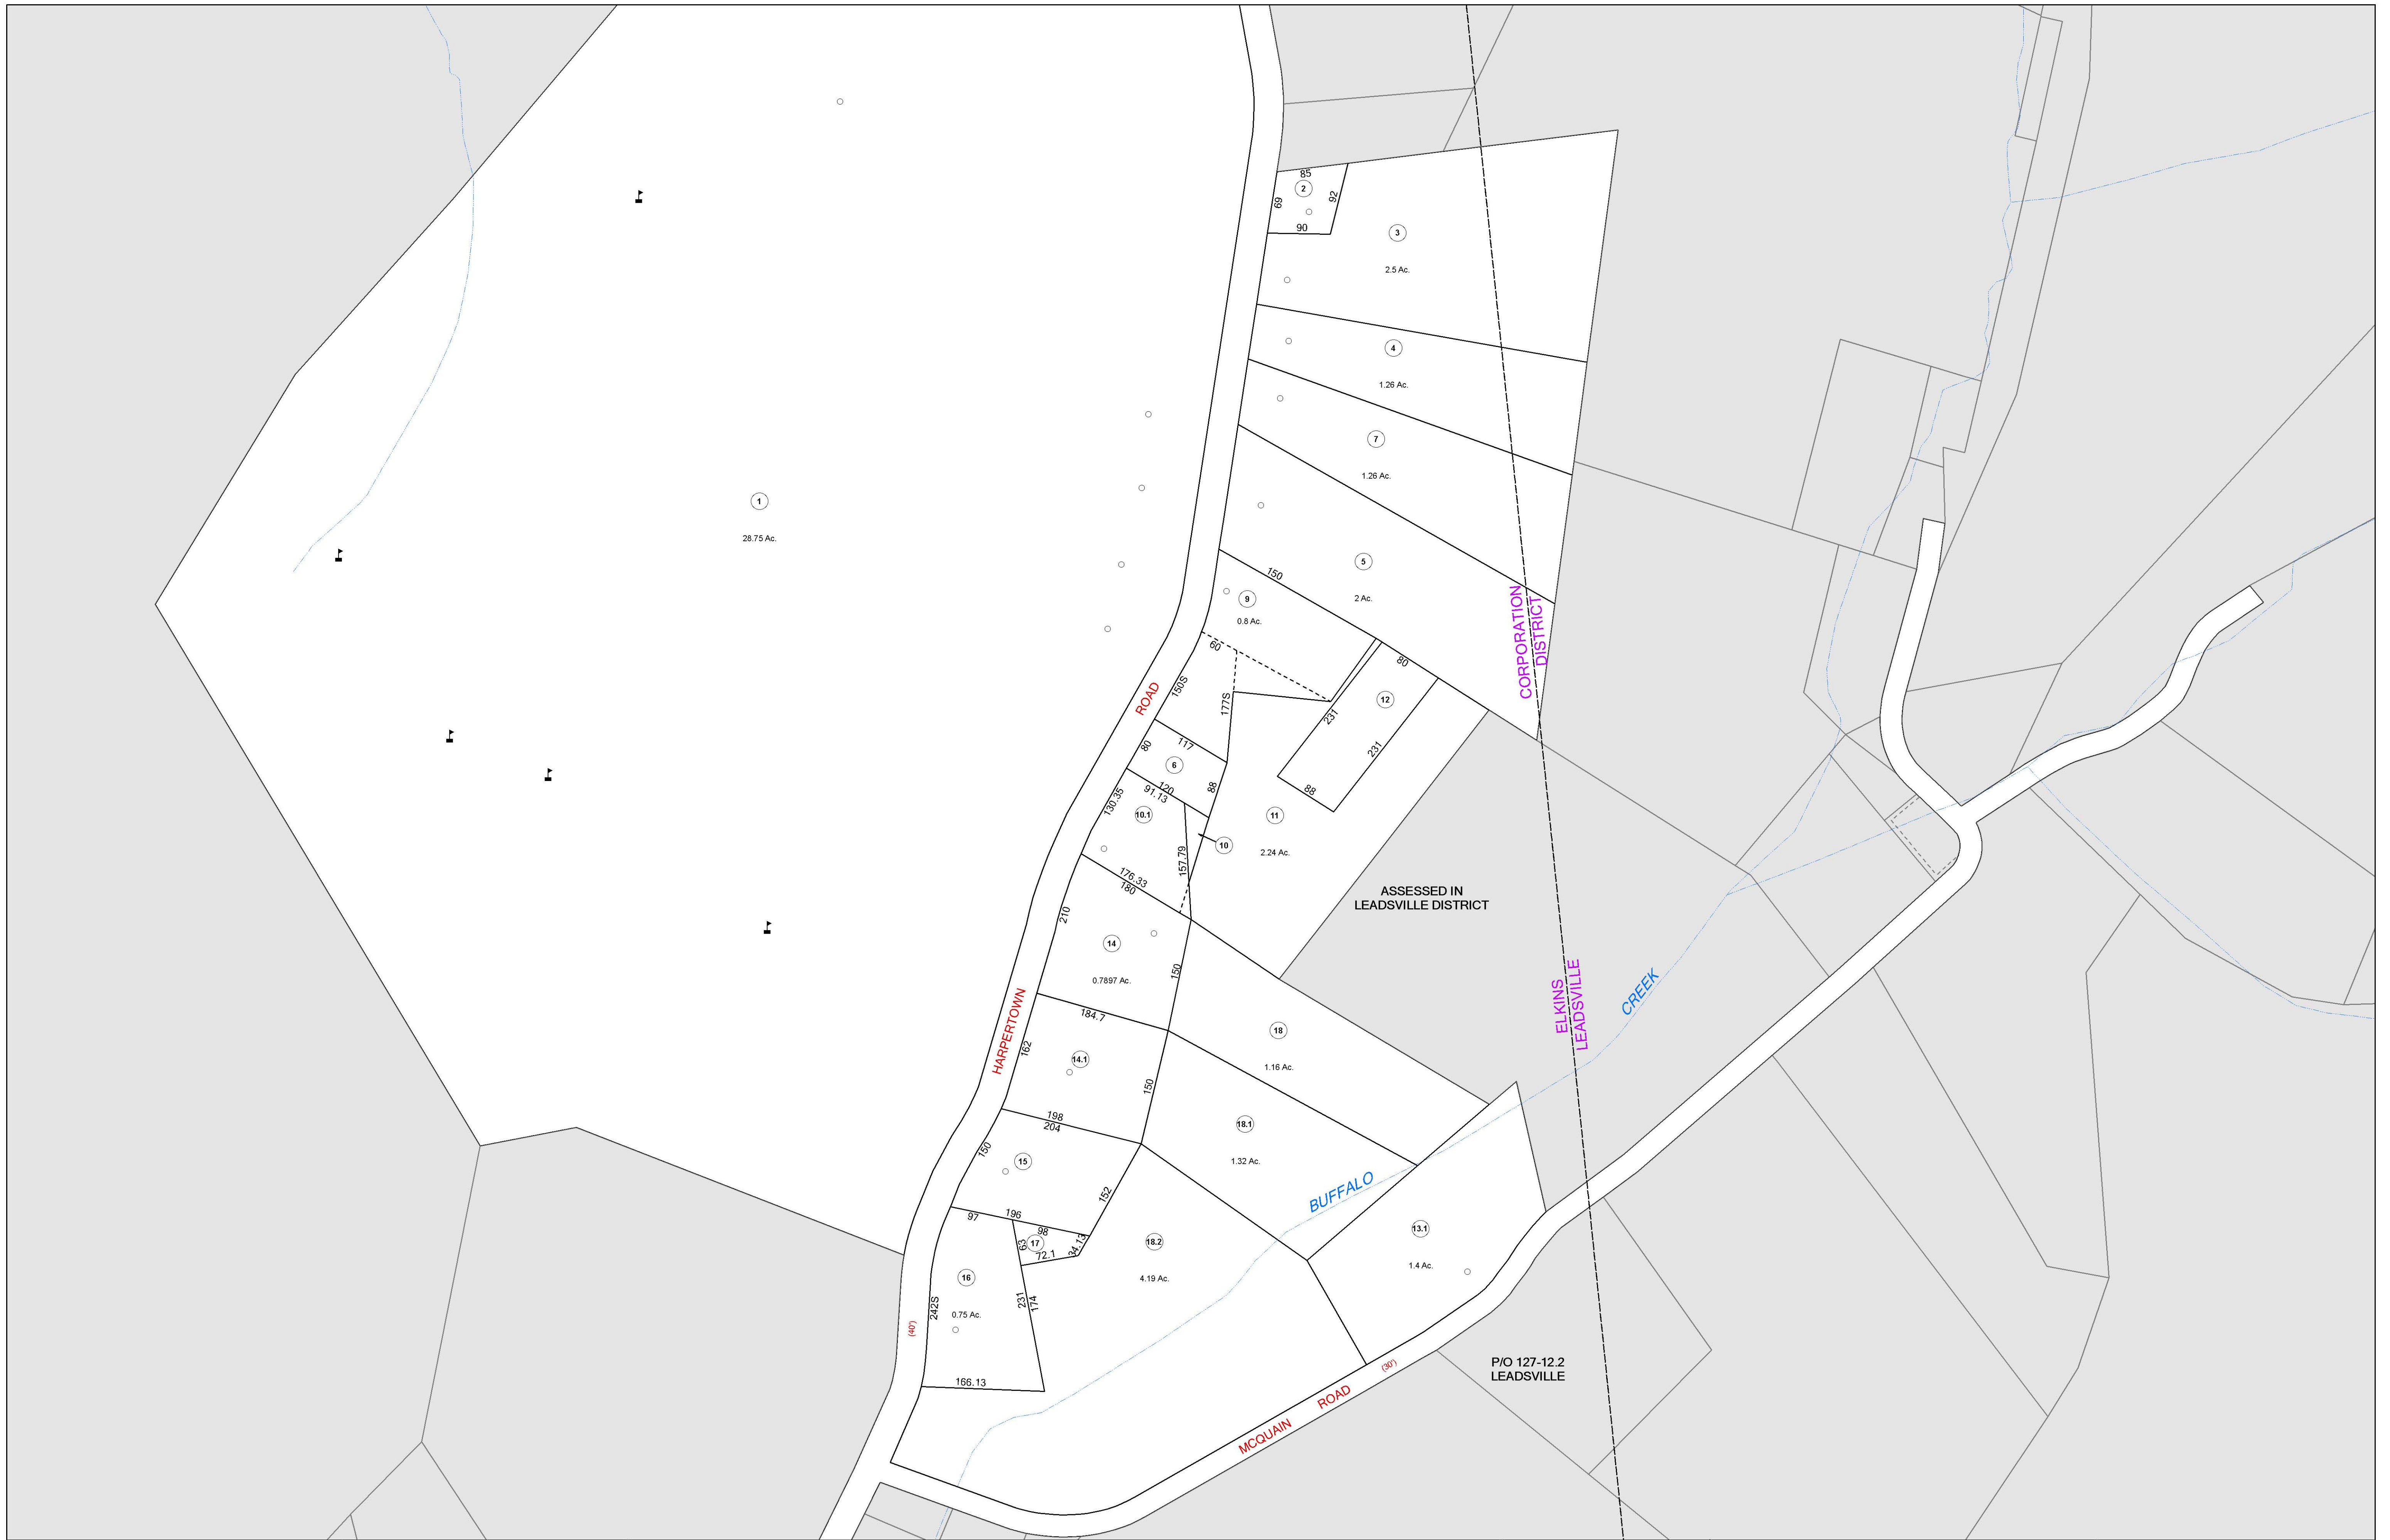 85
2
69
92
90
3
2.5 Ac.
4
1.26 Ac.
7
1.26 Ac.
1
28.75 Ac.
5
2 Ac.
150
9
0.8 Ac.
60
CORPORATION
DISTRICT
80
12
231
231
88
ROAD
150S
177S
117
80
6
88
120
91.13
130.35
10.1
10
157.79
11
2.24 Ac.
176.33
180
ASSESSED IN
LEADSVILLE DISTRICT
210
14
0.7897 Ac.
150
184.7
HARPERTOWN
162
14.1
150
18
1.16 Ac.
ELKINS
LEADSVILLE
CREEK
198
204
150
15
152
18.1
1.32 Ac.
BUFFALO
97
196
98
63
17
72.1
34.13
18.2
4.19 Ac.
13.1
1.4 Ac.
16
0.75 Ac.
242S
231
174
(40')
166.13
(30')
MCQUAIN ROAD
P/O 127-12.2
LEADSVILLE